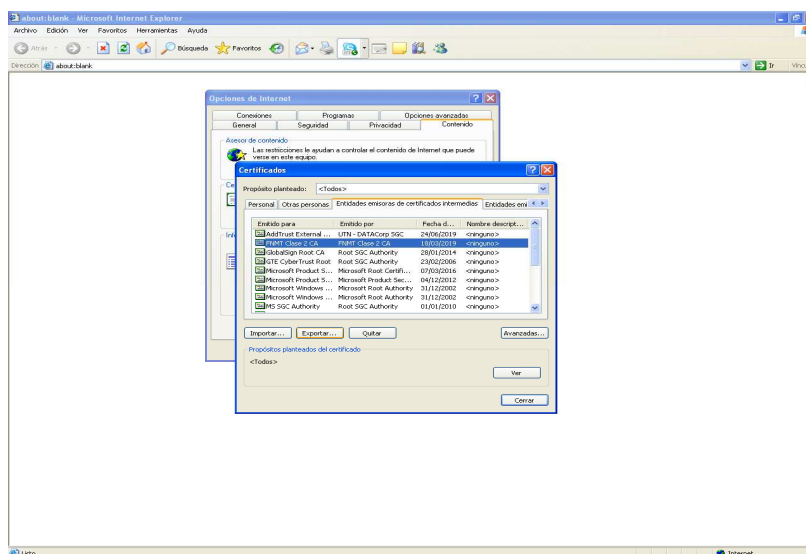 about:blank - Microsoft Internet Explorer
Archivo Edición Ver Favoritos Herramientas Ayuda
Atrás Búsqueda Favoritos
Dirección about:blank Ir
Opciones de Internet
Conexiones Programas Opciones avanzadas
General Seguridad Privacidad Contenido
Asesor de contenido
Las restricciones le ayudan a controlar el contenido de Internet que puede
verse en este equipo.
Certificados
Propósito planteado: <Todos>
Personal Otras personas Entidades emisoras de certificados intermedias Entidades emi
Emitido para Emitido por Fecha d... Nombre descript...
AddTrust External ... UTN - DATACorp SGC 24/06/2019 <ninguno>
FNMT Clase 2 CA FNMT Clase 2 CA 18/03/2019 <ninguno>
GlobalSign Root CA Root SGC Authority 28/01/2014 <ninguno>
GTE CyberTrust Root Root SGC Authority 23/02/2006 <ninguno>
Microsoft Product S... Microsoft Root Certifi... 07/03/2016 <ninguno>
Microsoft Product S... Microsoft Product Sec... 04/12/2012 <ninguno>
Microsoft Windows ... Microsoft Root Authority 31/12/2002 <ninguno>
Microsoft Windows ... Microsoft Root Authority 31/12/2002 <ninguno>
MS SGC Authority Root SGC Authority 01/01/2010 <ninguno>
Importar... Exportar... Quitar Avanzadas...
Propósitos planteados del certificado
<Todos>
Ver
Cerrar
Listo Internet